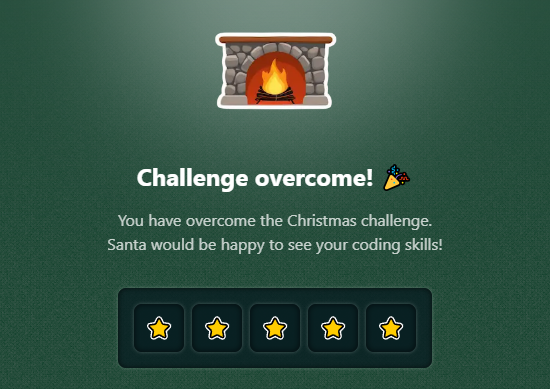 Challenge overcome! 🎉
You have overcome the Christmas challenge.
Santa would be happy to see your coding skills!